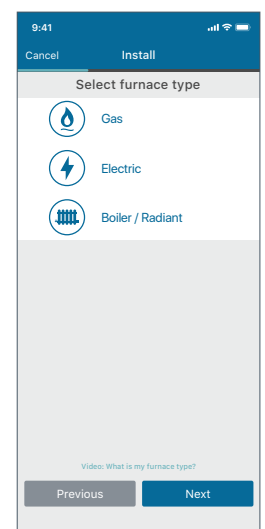 9:41
Cancel Install
Select furnace type
Gas
Electric
Boiler / Radiant
Video: What is my furnace type?
Previous Next